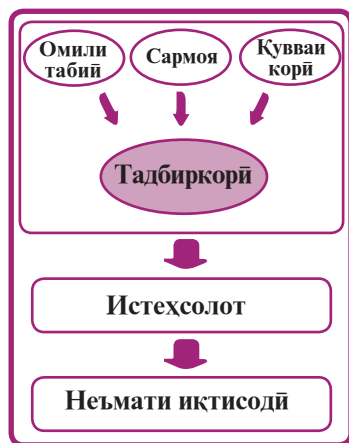 Омили
табиӣ
Сармоя
Қувваи
корӣ
Тадбиркорӣ
Истеҳсолот
Неъмати иқтисодӣ